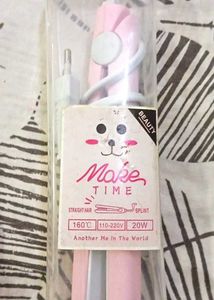 BEAUTY
Make
TIME
STRAIGHT HAIR SPLINT
160℃ 110-220V 20W
Another Me In The World